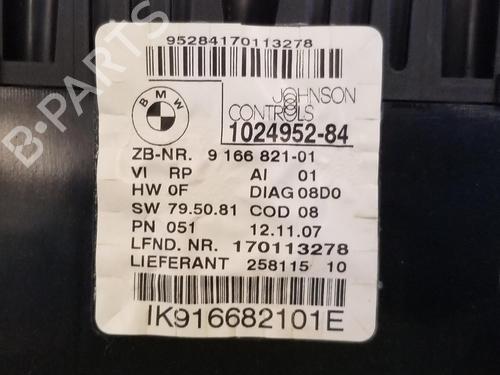 95284170113278
BMW
JOHNSON
CONTROLS
1024952-84
ZB-NR. 9 166 821-01
VI RP AI 01
HW 0F DIAG 08D0
SW 79.50.81 COD 08
PN 051 12.11.07
LFND. NR. 170113278
LIEFERANT 258115 10
IK916682101E
B-PARTS